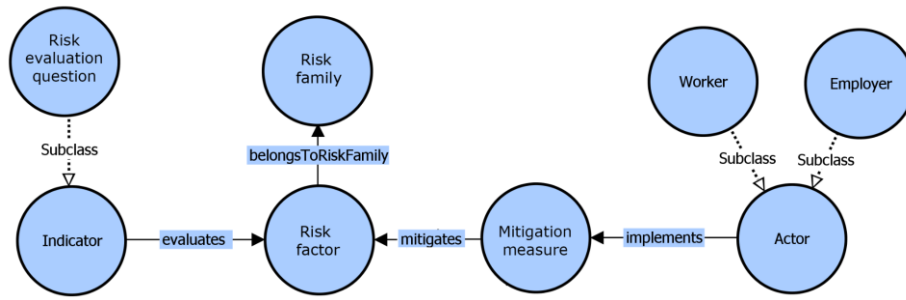 Risk
evaluation
question
Risk
family
Worker
Employer
Subclass
belongsToRiskFamily
Subclass
Subclass
Indicator
evaluates
Risk
factor
mitigates
Mitigation
measure
implements
Actor